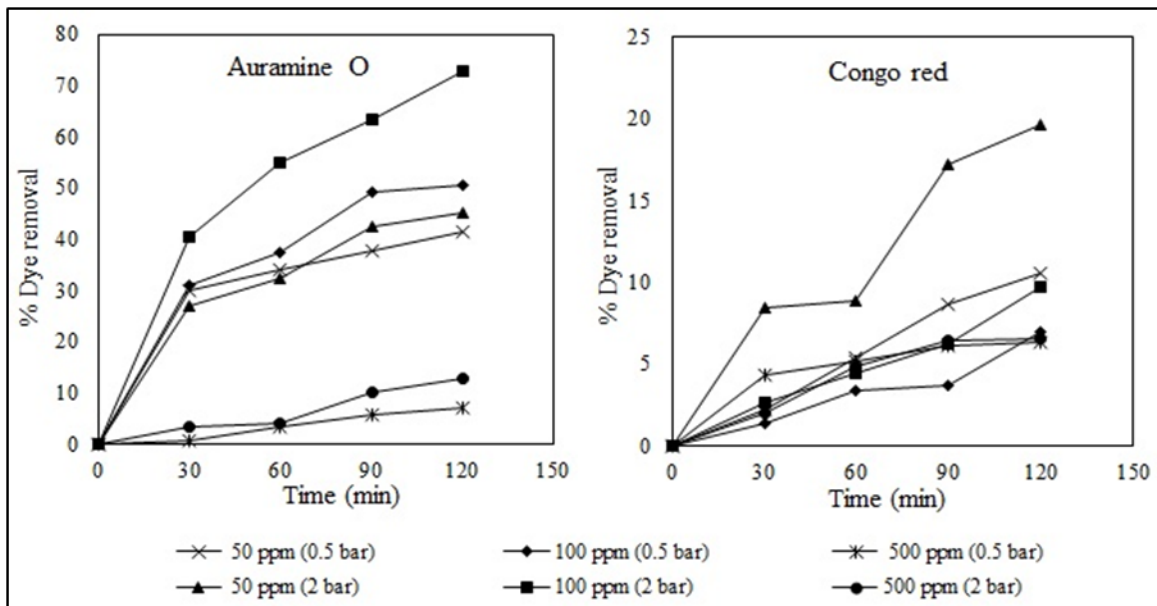 Auramine O
% Dye removal
80
70
60
50
40
30
20
10
0
0 30 60 90 120 150
Time (min)
Congo red
% Dye removal
25
20
15
10
5
0
0 30 60 90 120 150
Time (min)
50 ppm (0.5 bar) 100 ppm (0.5 bar) 500 ppm (0.5 bar)
50 ppm (2 bar) 100 ppm (2 bar) 500 ppm (2 bar)